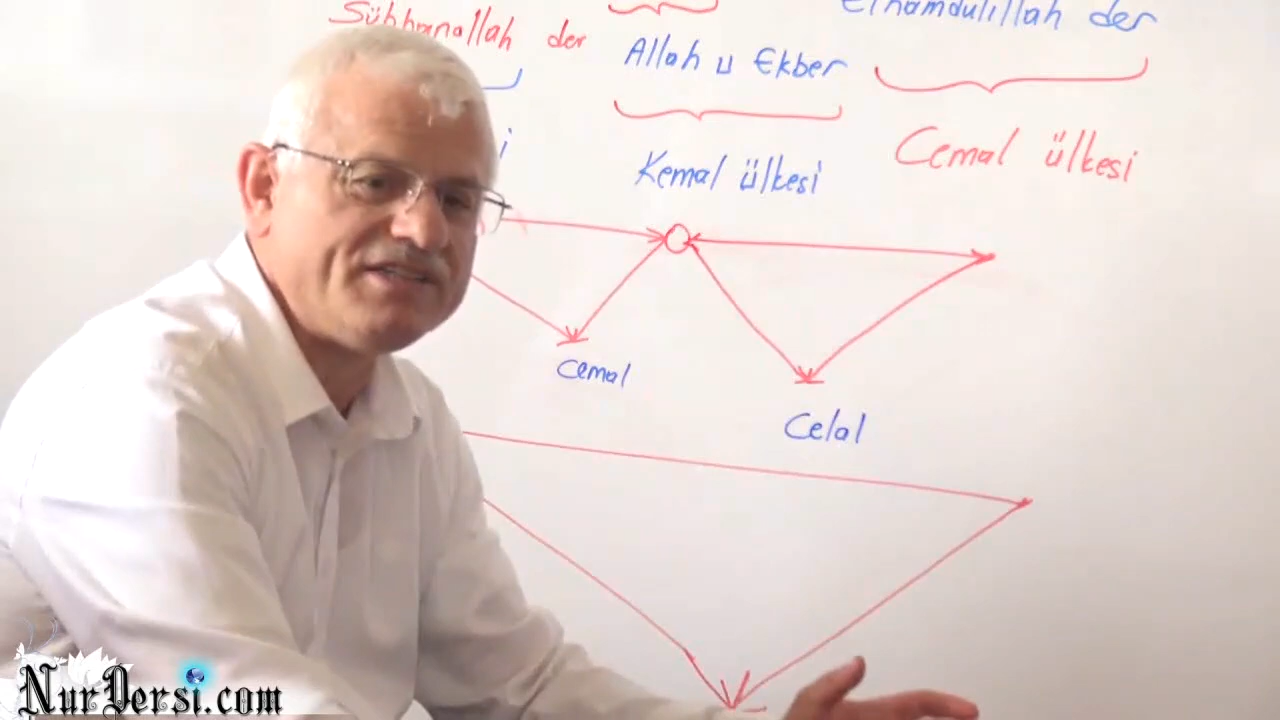 Sübhanallah der
Elhamdulillah der
Allah u Ekber
Cemal ülkesi
Kemal ülkesi
Cemal
Celal
NurDersi.com